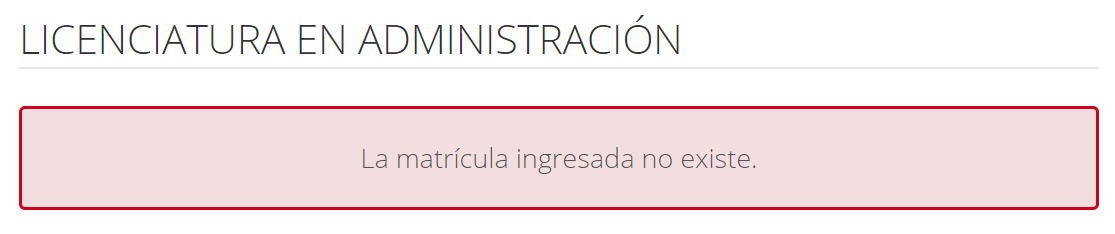 LICENCIATURA EN ADMINISTRACIÓN
La matrícula ingresada no existe.